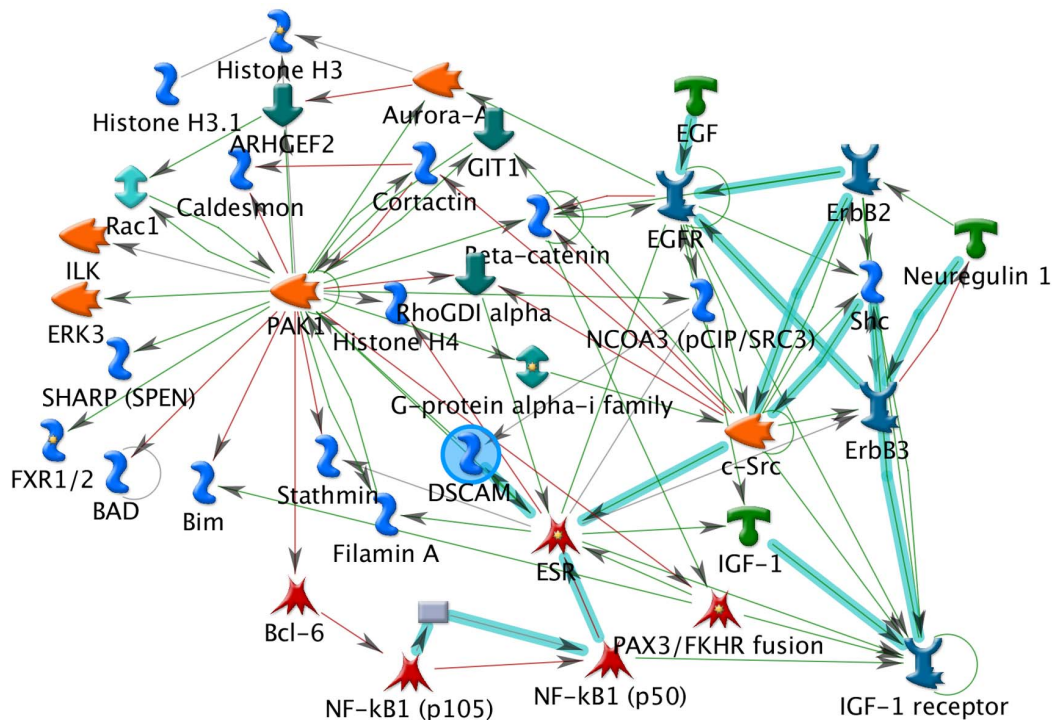 Histone H3
Histone H3.1
Aurora-A
EGF
ARHGEF2
GIT1
Rac1
Caldesmon
Cortactin
ErbB2
EGFR
Beta-catenin
ILK
Neuregulin 1
ERK3
PAK1
RhoGDI alpha
Shc
Histone H4
NCOA3 (pCIP/SRC3)
SHARP (SPEN)
G-protein alpha-i family
FXR1/2
BAD
Bim
Stathmin
DSCAM
c-Src
ErbB3
Filamin A
ESR
IGF-1
Bcl-6
PAX3/FKHR fusion
NF-kB1 (p105)
NF-kB1 (p50)
IGF-1 receptor